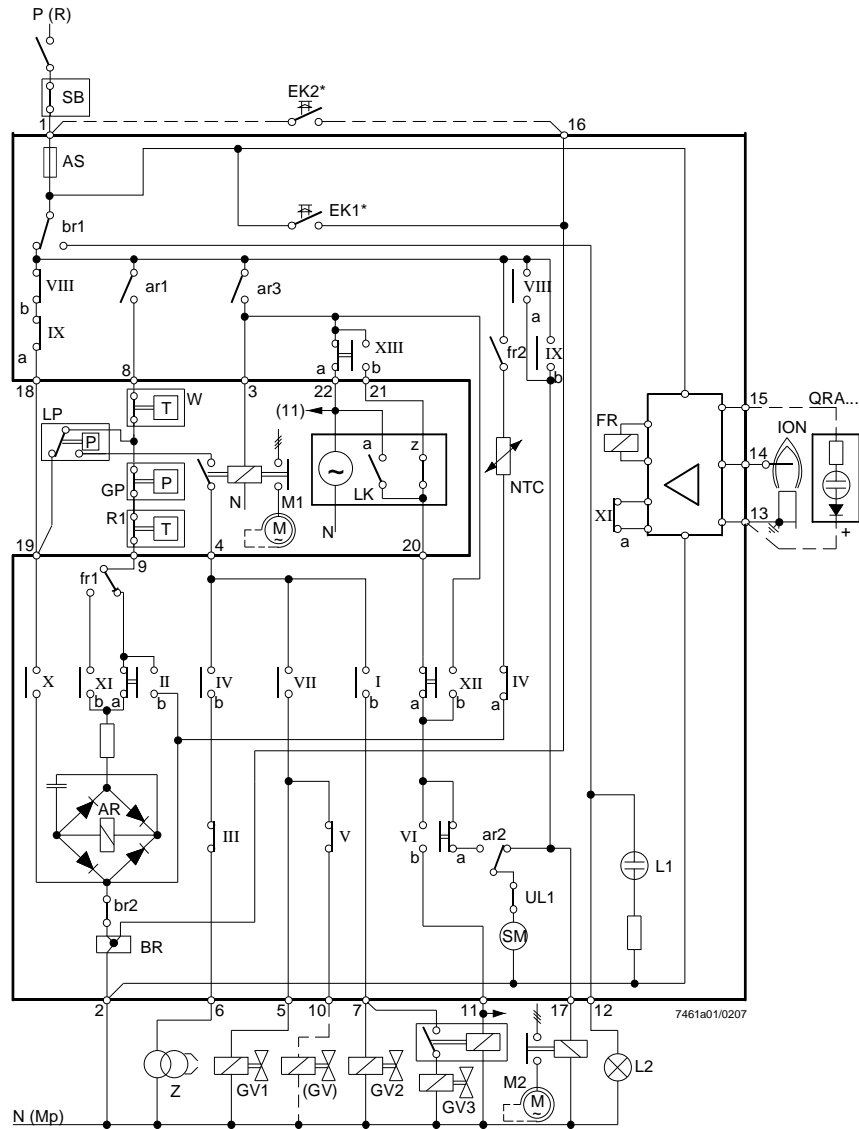 P (R)
SB
EK2*
1
16
AS
EK1*
br1
VIII
ar1
ar3
VIII
b
a
IX
fr2
IX
XIII
a
a
b
b
18
8
3
22
21
15
QRA...
W
T
(11)
FR
ION
LP
P
a
z
14
GP
P
LK
NTC
N
M1
XI
R1
T
M
~
~
N
a
13
+
19
9
4
20
fr1
X
XI
II
IV
VII
I
XII
IV
b
a
b
b
b
a
b
a
AR
III
V
VI
ar2
b
a
L1
br2
UL1
BR
SM
2
6
5
10
7
11
17
12
7461a01/0207
Z
GV1
(GV)
GV2
GV3
M2
M
~
L2
N (Mp)